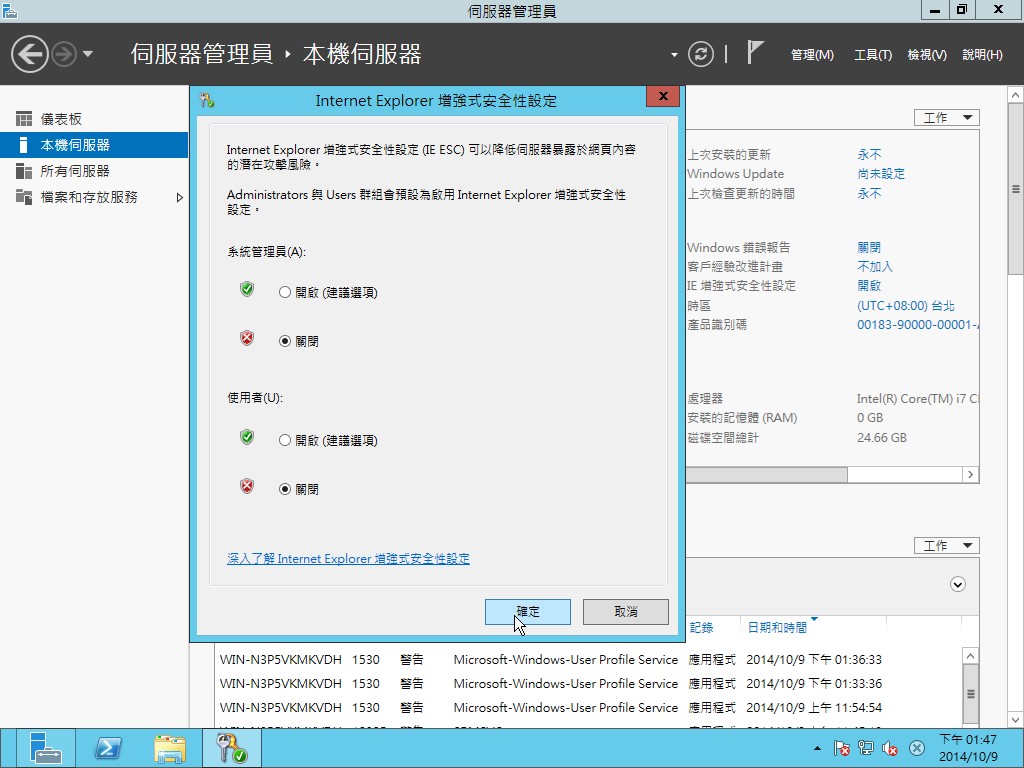 伺服器管理員
伺服器管理員 ‣ 本機伺服器
管理(M) 工具(T) 檢視(V) 說明(H)
儀表板
本機伺服器
所有伺服器
檔案和存放服務
Internet Explorer 增強式安全性設定
Internet Explorer 增強式安全性設定 (IE ESC) 可以降低伺服器暴露於網頁內容
的潛在攻擊風險。
Administrators 與 Users 群組會預設為啟用 Internet Explorer 增強式安全性
設定。
系統管理員(A):
開啟 (建議選項)
關閉
使用者(U):
開啟 (建議選項)
關閉
深入了解 Internet Explorer 增強式安全性設定
確定 取消
工作
上次安裝的更新 永不
Windows Update 尚未設定
上次檢查更新的時間 永不
Windows 錯誤報告 關閉
客戶經驗改進計畫 不加入
IE 增強式安全性設定 開啟
時區 (UTC+08:00) 台北
產品識別碼 00183-90000-00001-
處理器 Intel(R) Core(TM) i7
安裝的記憶體 (RAM) 0 GB
磁碟空間總計 24.66 GB
工作
記錄 日期和時間
WIN-N3P5VKMKVDH 1530 警告 Microsoft-Windows-User Profile Service 應用程式 2014/10/9 下午 01:36:33
WIN-N3P5VKMKVDH 1530 警告 Microsoft-Windows-User Profile Service 應用程式 2014/10/9 下午 01:33:36
WIN-N3P5VKMKVDH 1530 警告 Microsoft-Windows-User Profile Service 應用程式 2014/10/9 上午 11:54:54
下午 01:47
2014/10/9